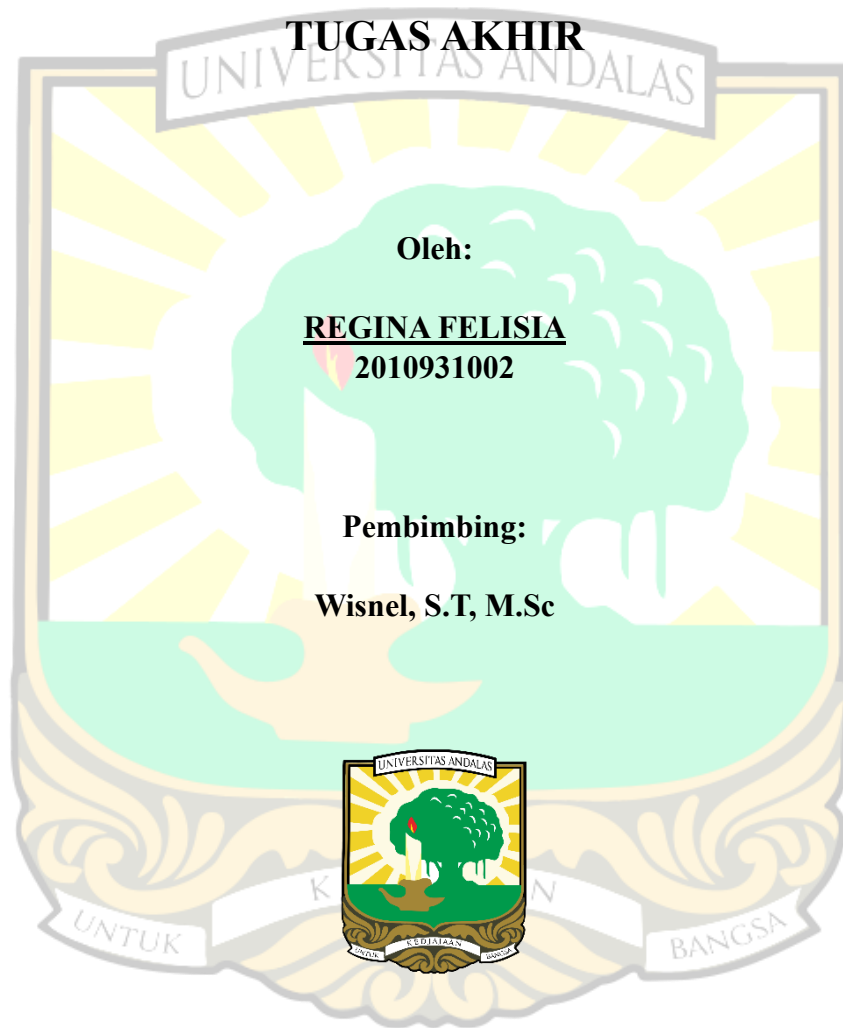 TUGAS AKHIR
UNIVERSITAS ANDALAS
Oleh:
REGINA FELISIA
2010931002
Pembimbing:
Wisnel, S.T, M.Sc
UNIVERSITAS ANDALAS
UNTUK KEDJAJAAN BANGSA
UNTUK K N BANGSA